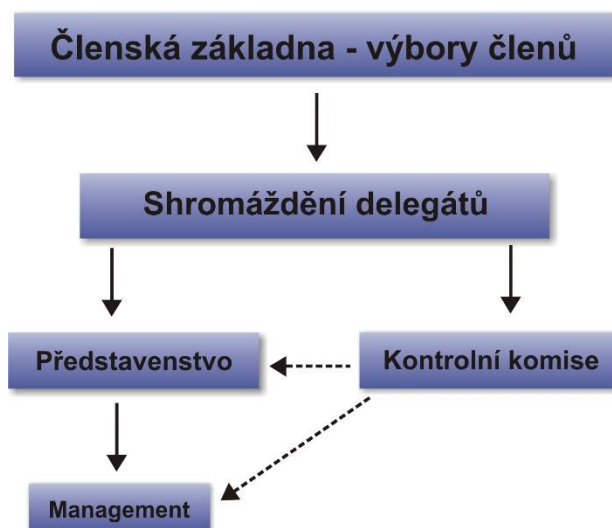 Členská základna - výbory členů
Shromáždění delegátů
Představenstvo
Kontrolní komise
Management